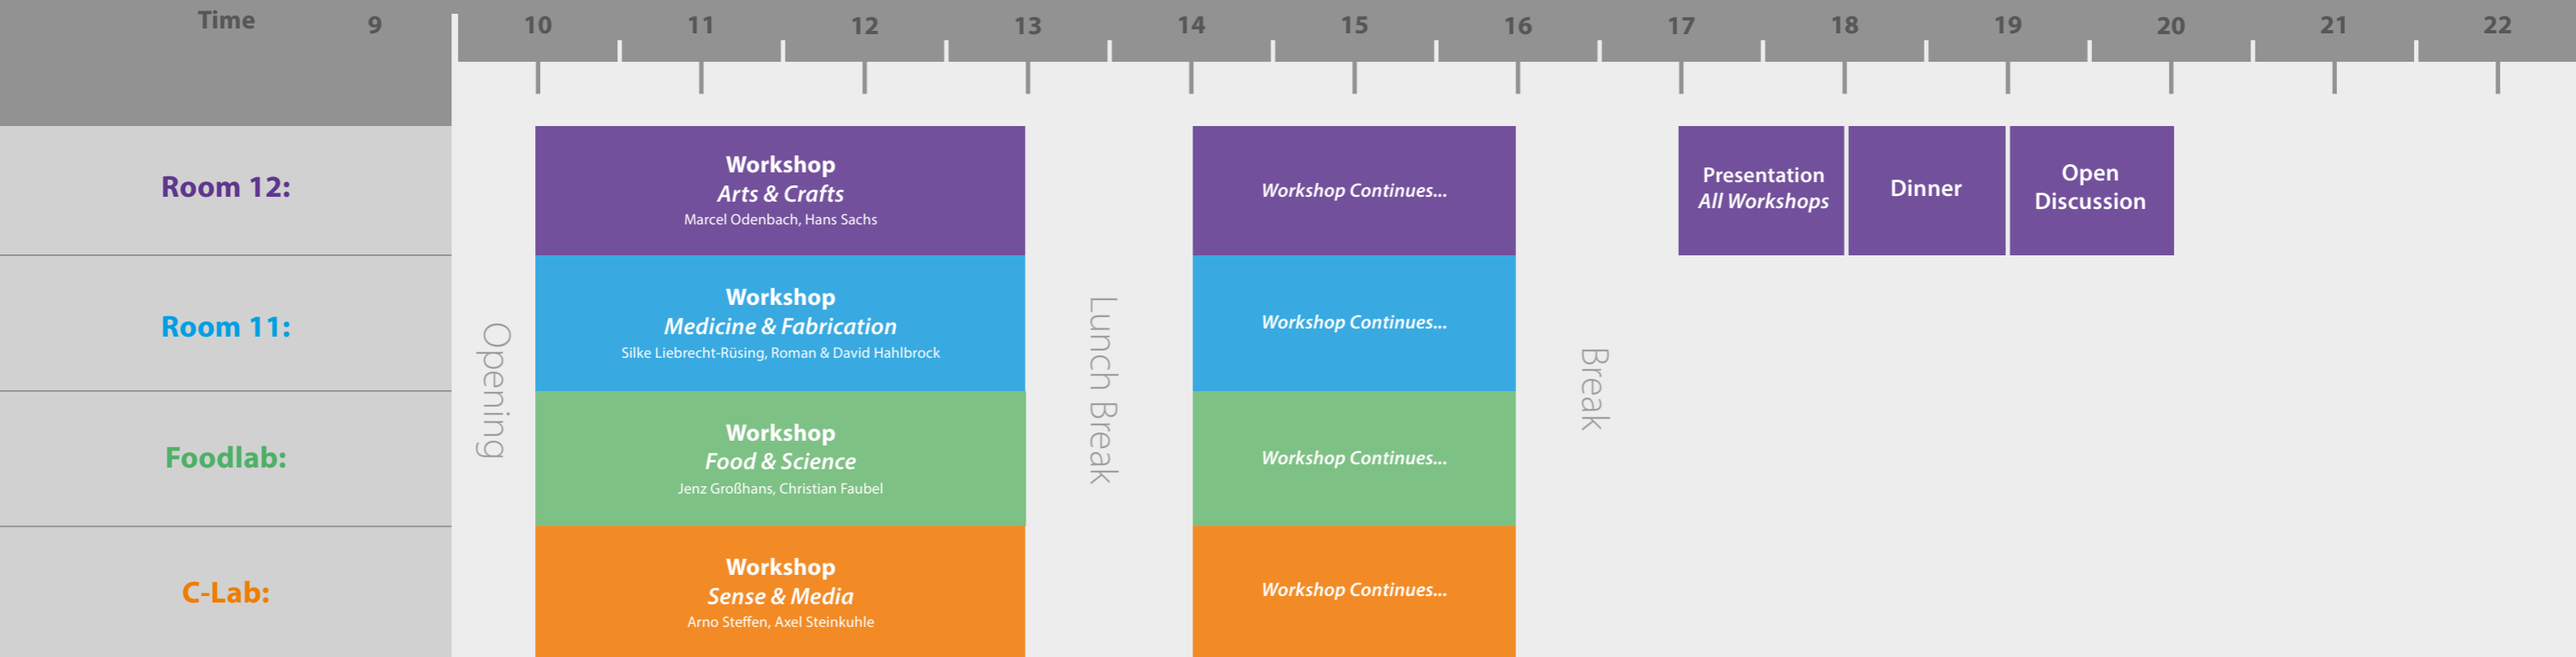 Time 9 10 11 12 13 14 15 16 17 18 19 20 21 22
Room 12:
Workshop
Arts & Crafts
Marcel Odenbach, Hans Sachs
Workshop Continues...
Presentation
All Workshops
Dinner
Open
Discussion
Room 11:
Workshop
Medicine & Fabrication
Silke Liebrecht-Rüsing, Roman & David Hahlbrock
Workshop Continues...
Opening
Lunch Break
Break
Foodlab:
Workshop
Food & Science
Jenz Großhans, Christian Faubel
Workshop Continues...
C-Lab:
Workshop
Sense & Media
Arno Steffen, Axel Steinkuhle
Workshop Continues...